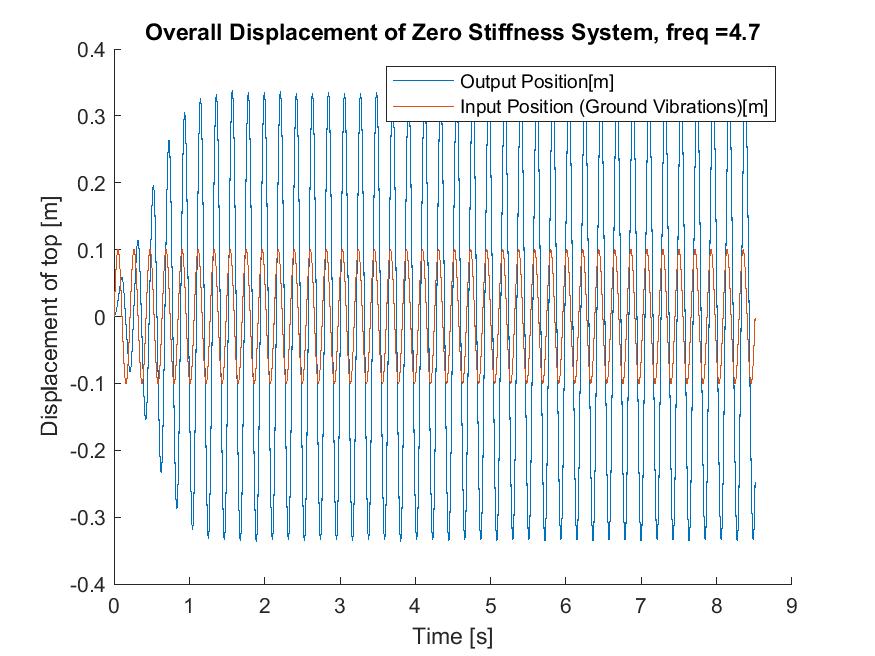 Overall Displacement of Zero Stiffness System, freq =4.7
Output Position[m]
Input Position (Ground Vibrations)[m]
Displacement of top [m]
0.4
0.3
0.2
0.1
0
-0.1
-0.2
-0.3
-0.4
0 1 2 3 4 5 6 7 8 9
Time [s]